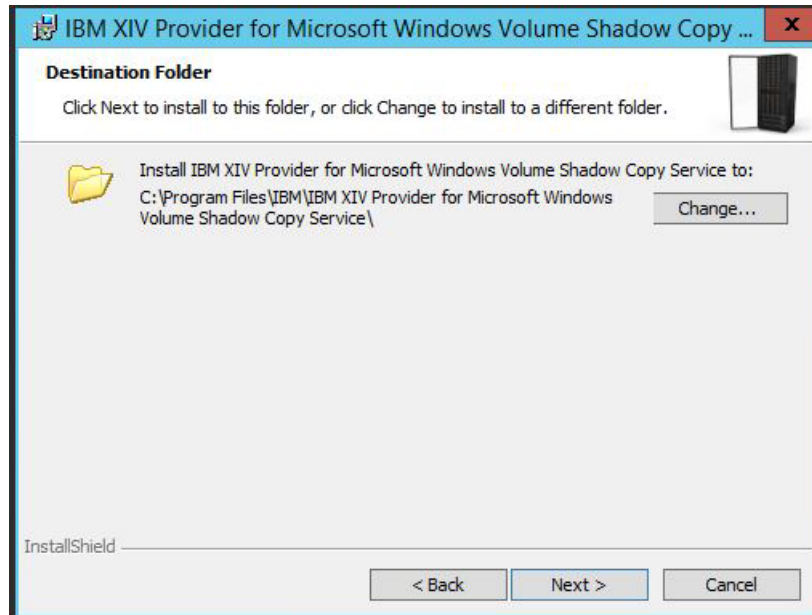 IBM XIV Provider for Microsoft Windows Volume Shadow Copy ...
x
Destination Folder
Click Next to install to this folder, or click Change to install to a different folder.
Install IBM XIV Provider for Microsoft Windows Volume Shadow Copy Service to:
C:\Program Files\IBM\IBM XIV Provider for Microsoft Windows
Volume Shadow Copy Service\
Change...
InstallShield
< Back
Next >
Cancel